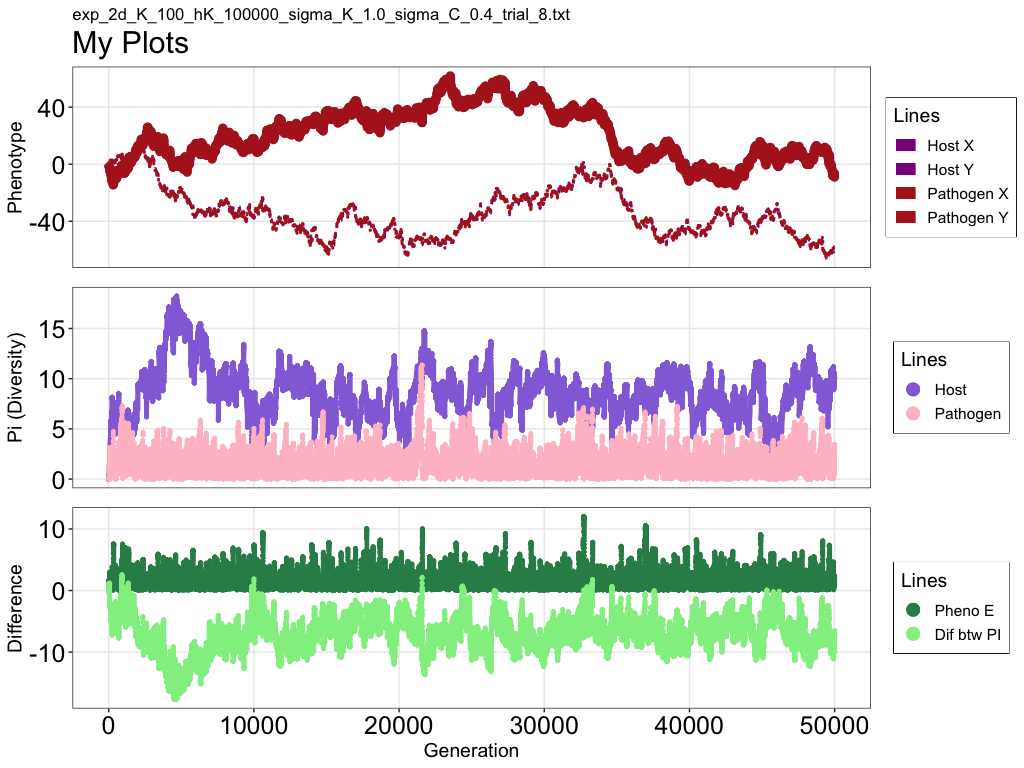 exp_2d_K_100_hK_100000_sigma_K_1.0_sigma_C_0.4_trial_8.txt
My Plots
Phenotype
40
0
-40
Lines
Host X
Host Y
Pathogen X
Pathogen Y
Pi (Diversity)
15
10
5
0
Lines
Host
Pathogen
Difference
10
0
-10
Lines
Pheno E
Dif btw PI
0 10000 20000 30000 40000 50000
Generation